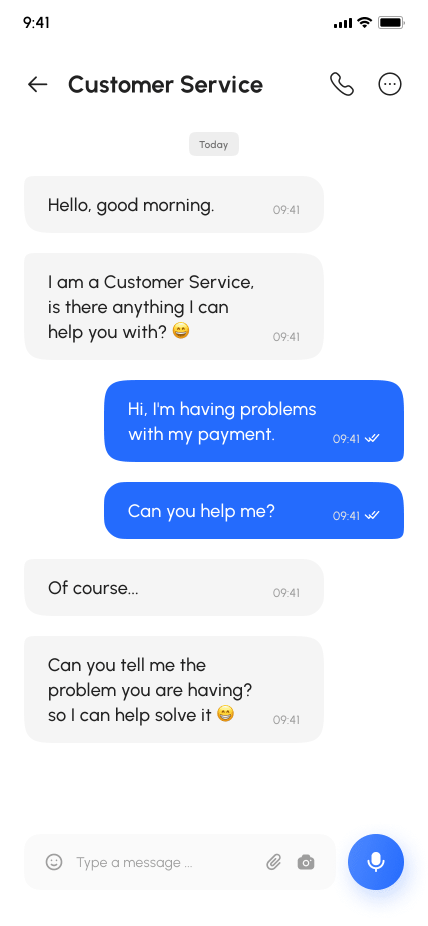 9:41
Customer Service
Today
Hello, good morning.
09:41
I am a Customer Service,
is there anything I can
help you with? 😄
09:41
Hi, I'm having problems
with my payment.
09:41
Can you help me?
09:41
Of course...
09:41
Can you tell me the
problem you are having?
so I can help solve it 😁
09:41
Type a message ...